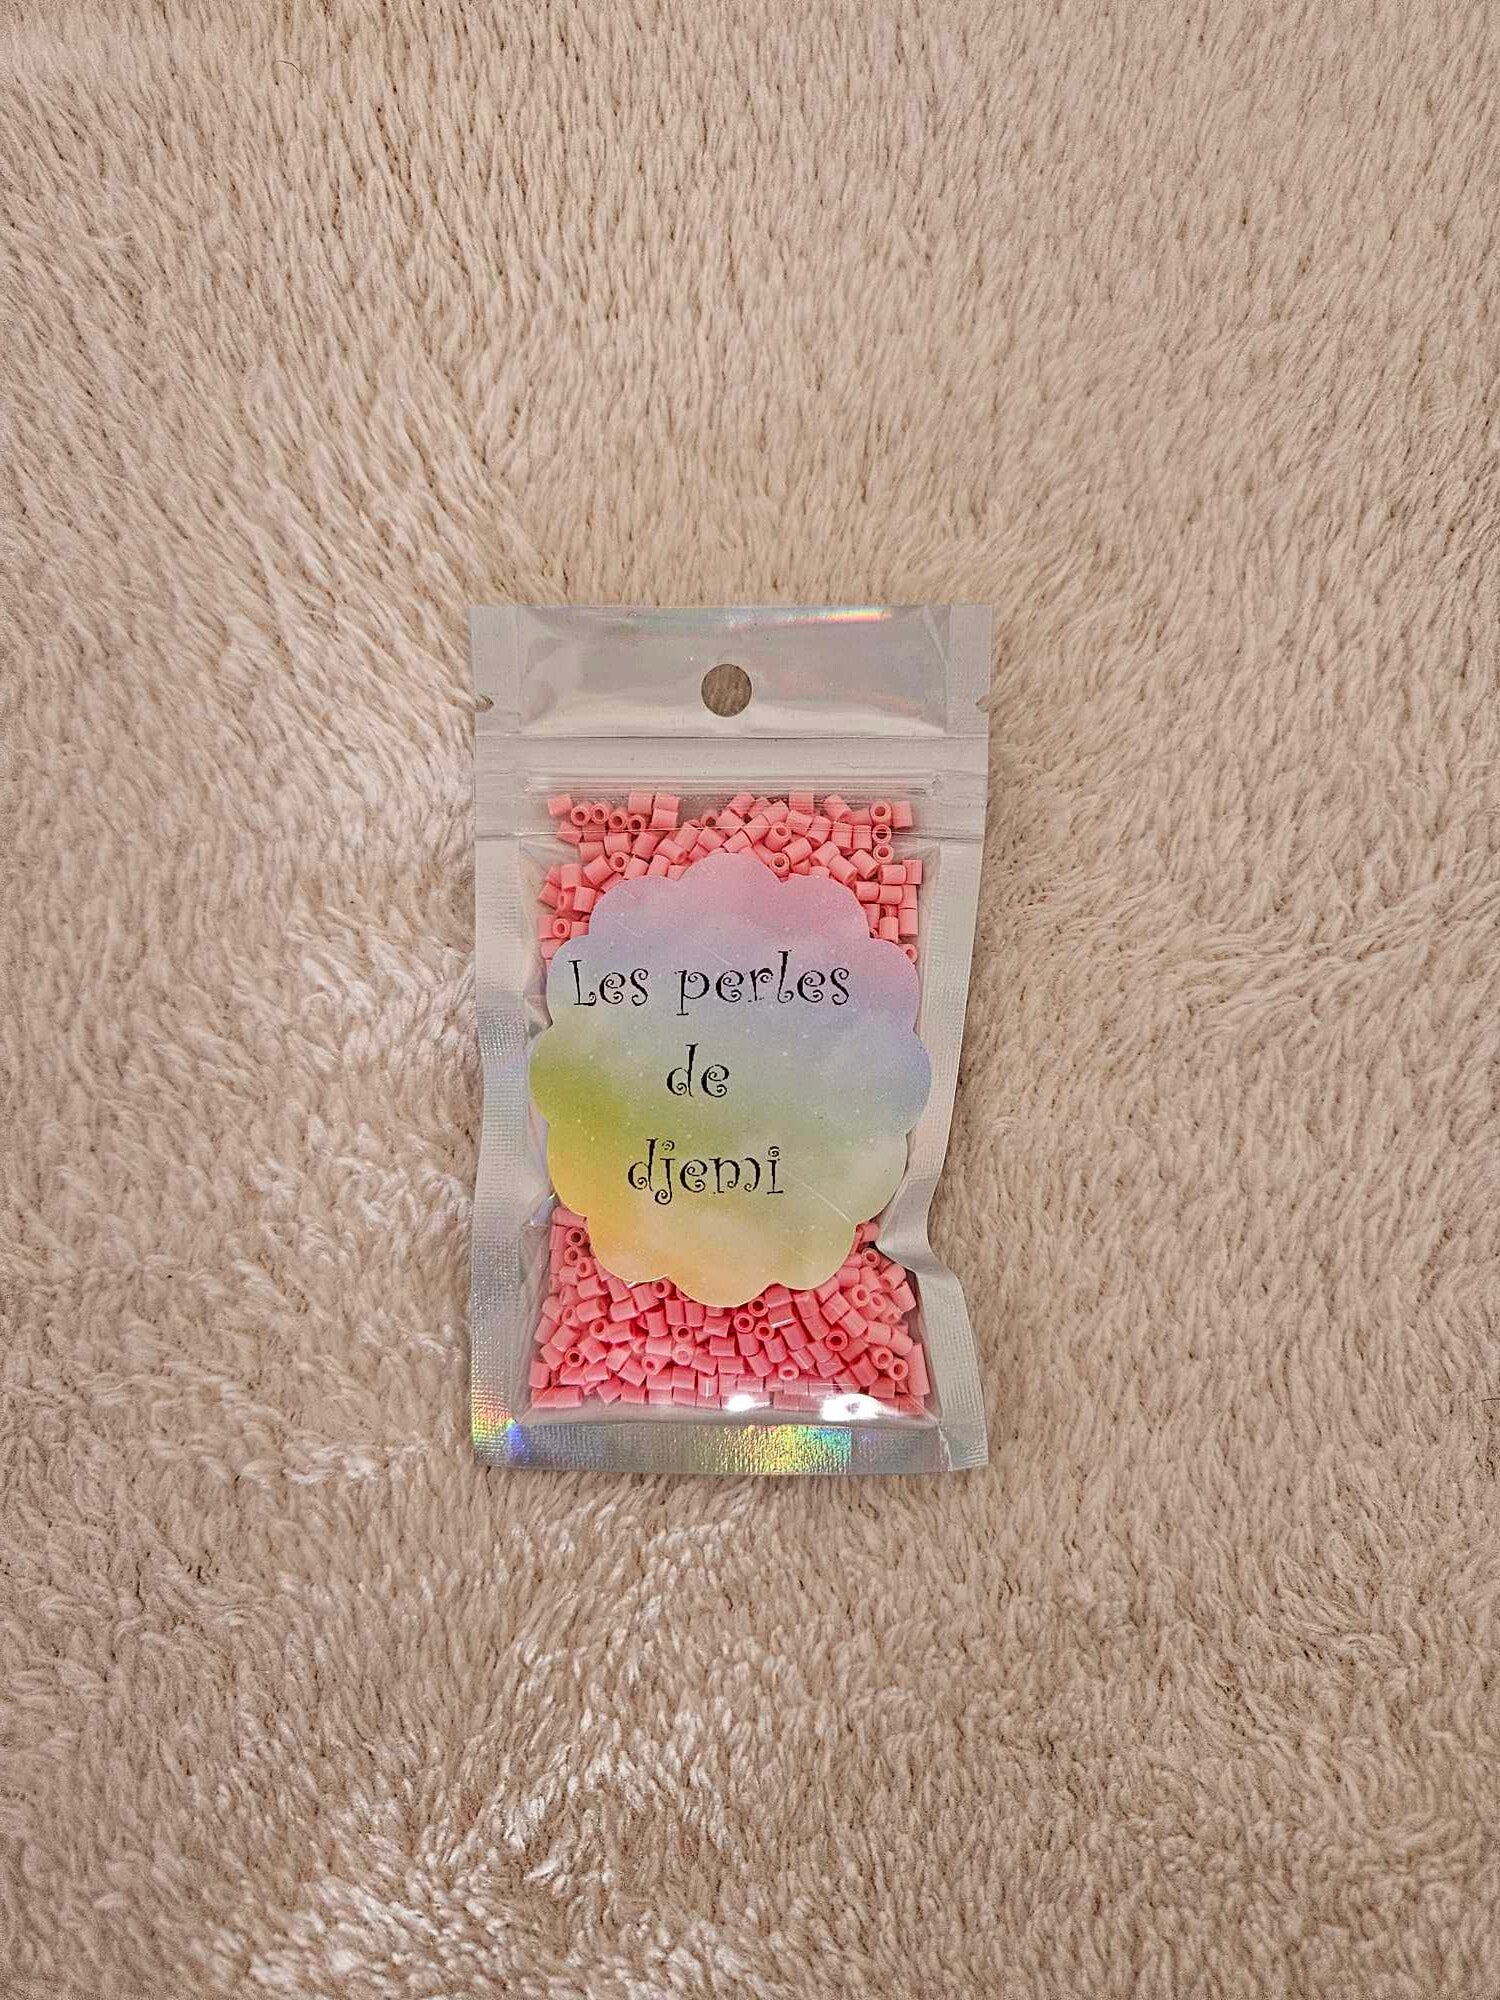 Les perles
de
djemi